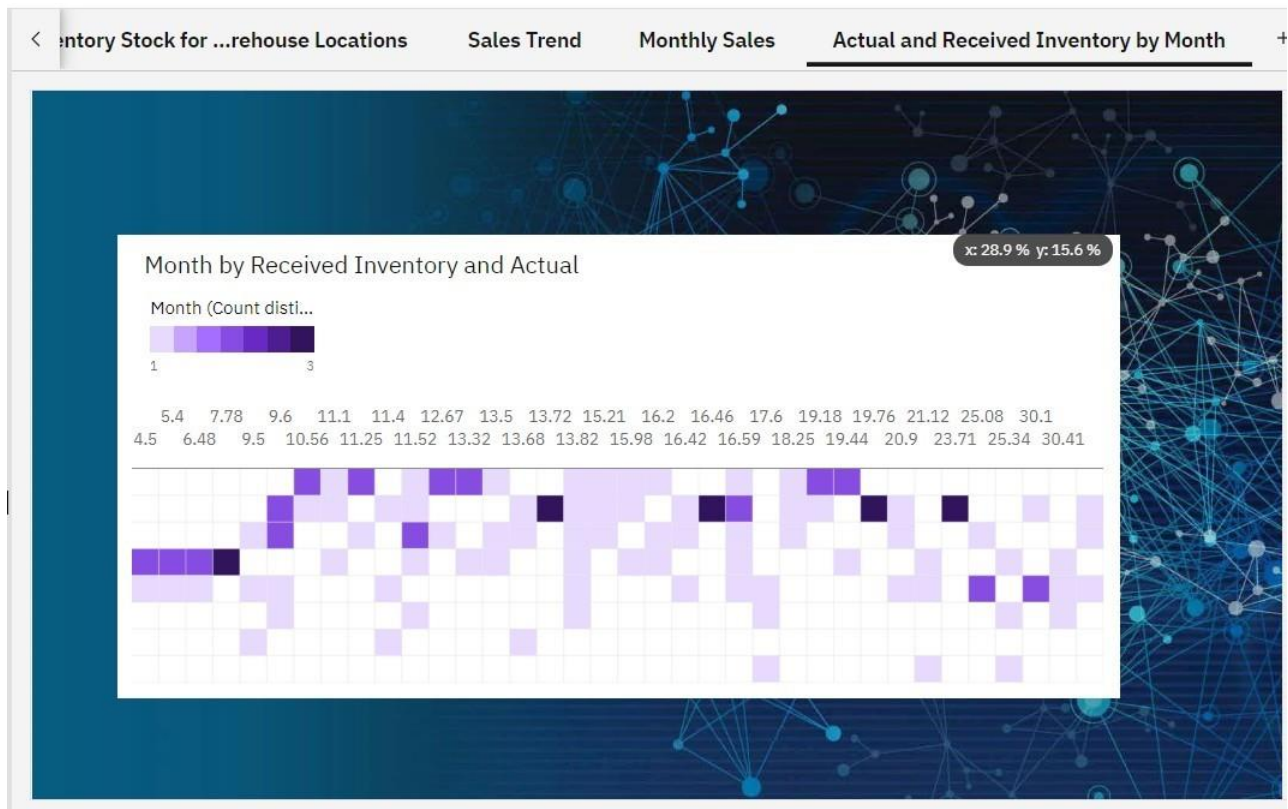 < entory Stock for ...rehouse Locations Sales Trend Monthly Sales Actual and Received Inventory by Month +
x: 28.9 % y: 15.6 %
Month by Received Inventory and Actual
Month (Count disti...
1 3
5.4 7.78 9.6 11.1 11.4 12.67 13.5 13.72 15.21 16.2 16.46 17.6 19.18 19.76 21.12 25.08 30.1
4.5 6.48 9.5 10.56 11.25 11.52 13.32 13.68 13.82 15.98 16.42 16.59 18.25 19.44 20.9 23.71 25.34 30.41